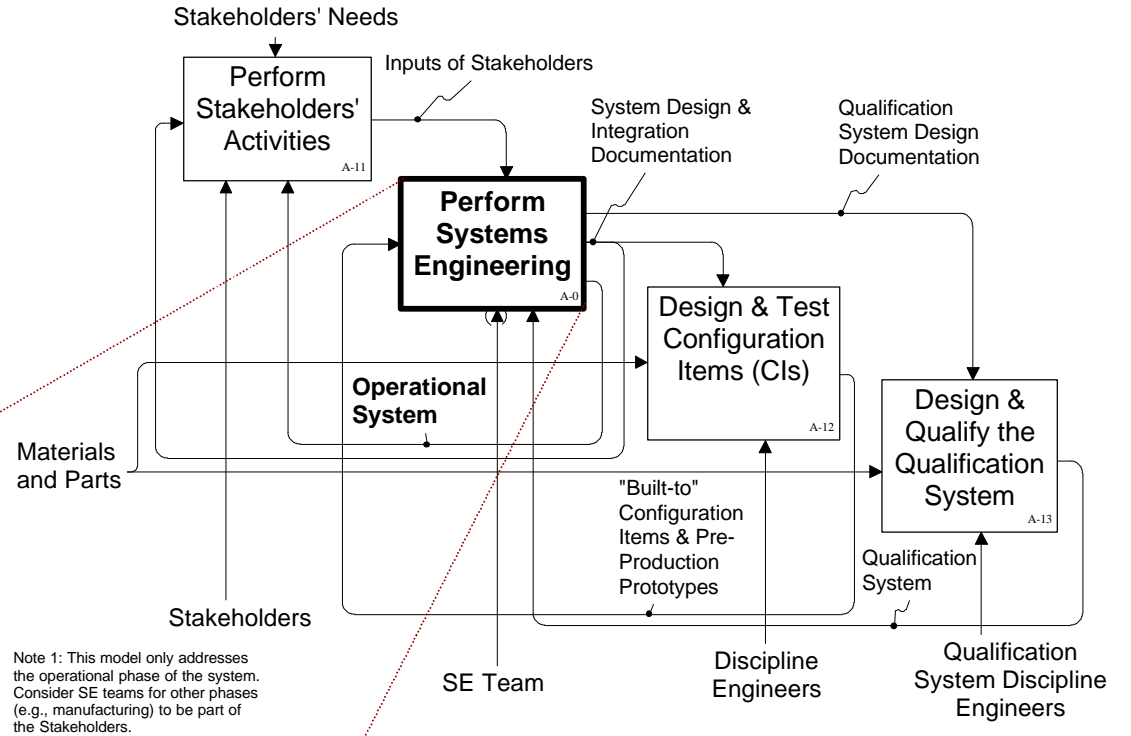 Stakeholders' Needs
Perform
Stakeholders'
Activities
A-11
Inputs of Stakeholders
System Design &
Integration
Documentation
Qualification
System Design
Documentation
Perform
Systems
Engineering
A-0
Design & Test
Configuration
Items (CIs)
A-12
Operational
System
Design &
Qualify the
Qualification
System
A-13
Materials
and Parts
"Built-to"
Configuration
Items & Pre-
Production
Prototypes
Qualification
System
Stakeholders
SE Team
Discipline
Engineers
Qualification
System Discipline
Engineers
Note 1: This model only addresses
the operational phase of the system.
Consider SE teams for other phases
(e.g., manufacturing) to be part of
the Stakeholders.